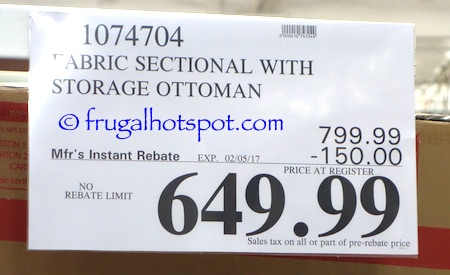 1074704
FABRIC SECTIONAL WITH
STORAGE OTTOMAN
© frugalhotspot.com
799.99
Mfr's Instant Rebate EXP. 02/05/17 -150.00
PRICE AT REGISTER
NO
REBATE LIMIT
649.99
Sales tax on all or part of pre-rebate price